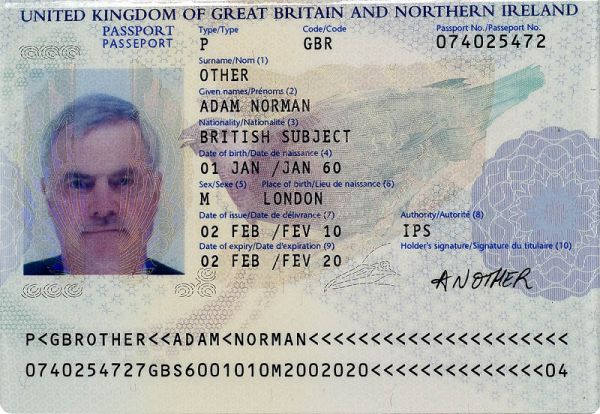 UNITED KINGDOM OF GREAT BRITAIN AND NORTHERN IRELAND
PASSPORT Type/Type Code/Code Passport No./Passeport No.
PASSEPORT P GBR 074025472
Surname/Nom (1)
OTHER
Given names/Prénoms (2)
ADAM NORMAN
Nationality/Nationalité (3)
BRITISH SUBJECT
Date of birth/Date de naissance (4)
01 JAN /JAN 60
Sex/Sexe (5) Place of birth/Lieu de naissance (6)
M LONDON
Date of issue/Date de délivrance (7) Authority/Autorité (8)
02 FEB /FEV 10 IPS
Date of expiry/Date d'expiration (9) Holder's signature/Signature du titulaire (10)
02 FEB /FEV 20
A NOTHER
P<GBROTHER<<ADAM<NORMAN<<<<<<<<<<<<<<<<<<<<<
0740254727GBS6001010M2002020<<<<<<<<<<<<<<04